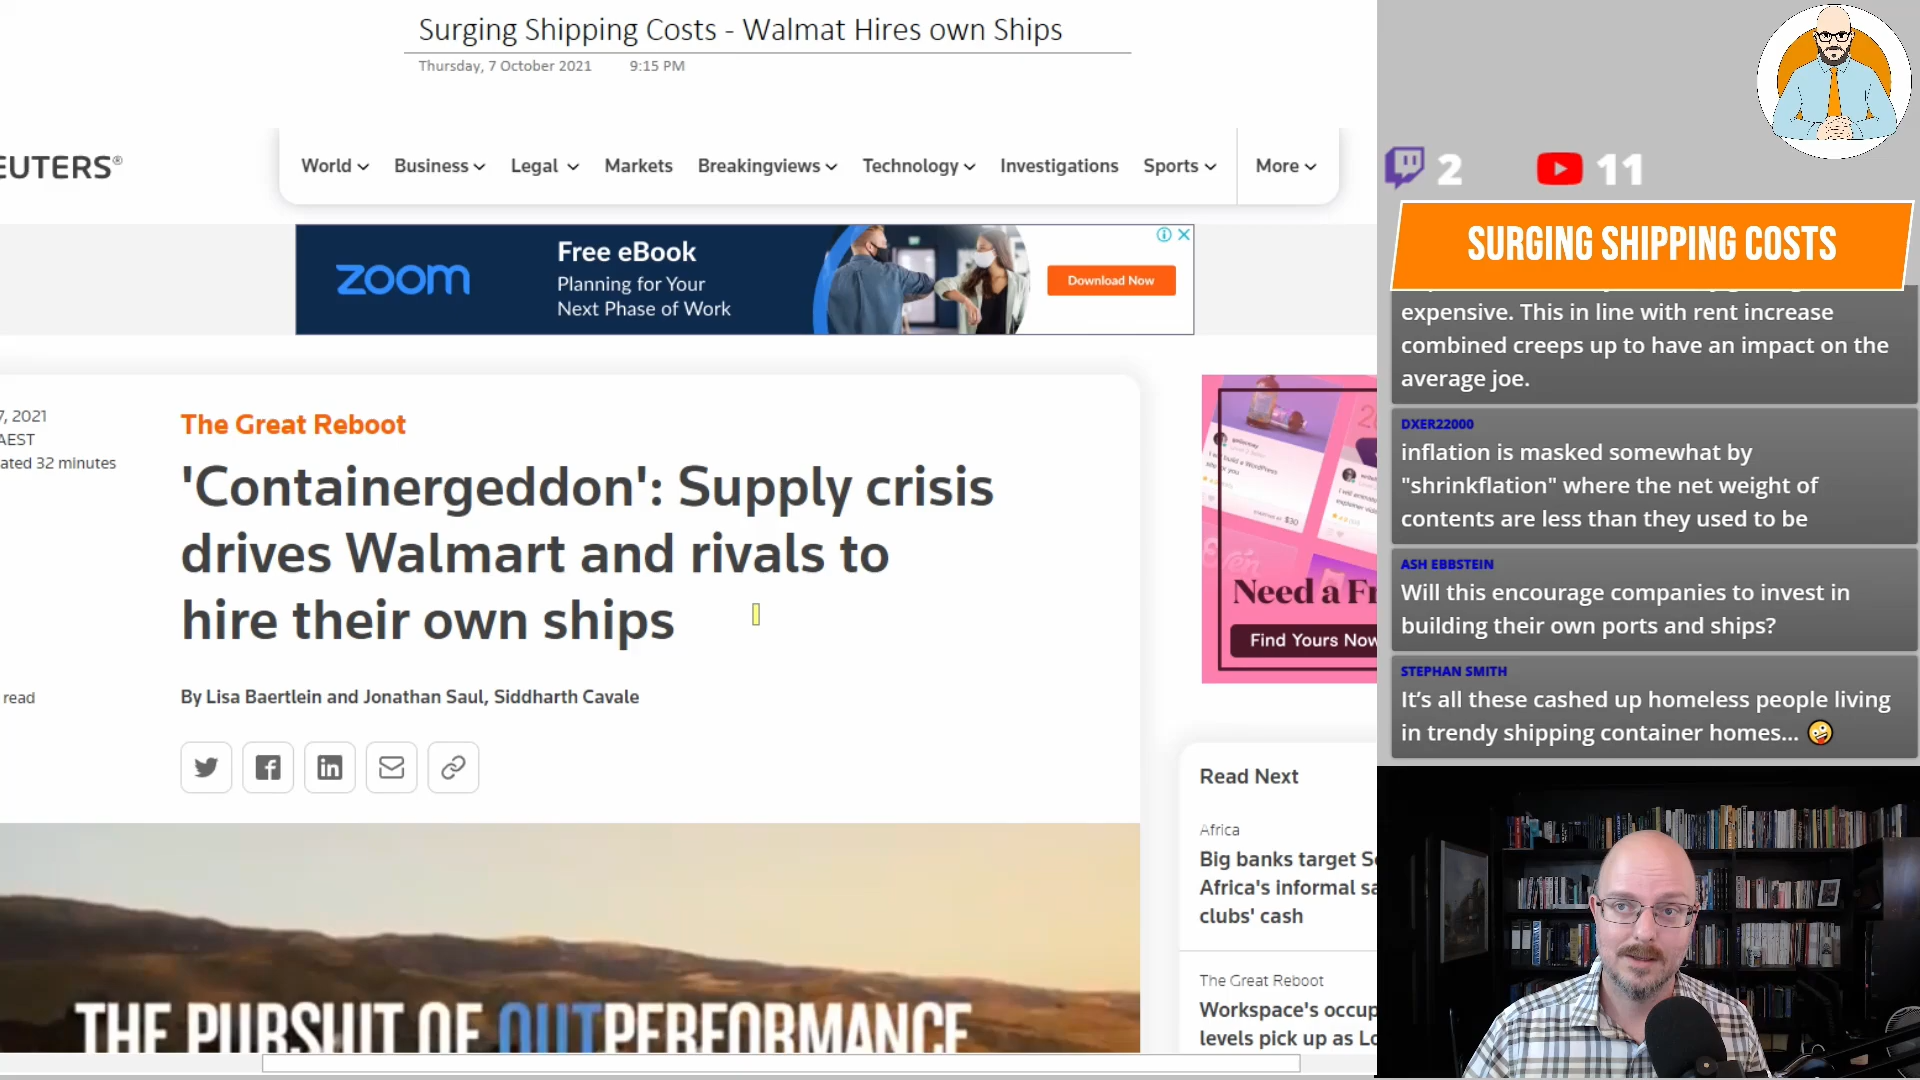 Surging Shipping Costs - Walmat Hires own Ships
Thursday, 7 October 2021 9:15 PM
EUTERS®
World Business Legal Markets Breakingviews Technology Investigations Sports More
zoom
Free eBook
Planning for Your
Next Phase of Work
Download Now
7, 2021
AEST
ated 32 minutes
The Great Reboot
'Containergeddon': Supply crisis
drives Walmart and rivals to
hire their own ships
read
By Lisa Baertlein and Jonathan Saul, Siddharth Cavale
THE PURSUIT OF OUTPERFORMANCE
$30
Need a Fr
Find Yours Now
Read Next
Africa
Big banks target S
Africa's informal sa
clubs' cash
The Great Reboot
Workspace's occup
levels pick up as Lo
2 11
SURGING SHIPPING COSTS
expensive. This in line with rent increase
combined creeps up to have an impact on the
average joe.
DXER22000
inflation is masked somewhat by
"shrinkflation" where the net weight of
contents are less than they used to be
ASH EBBSTEIN
Will this encourage companies to invest in
building their own ports and ships?
STEPHAN SMITH
It's all these cashed up homeless people living
in trendy shipping container homes... 🤪